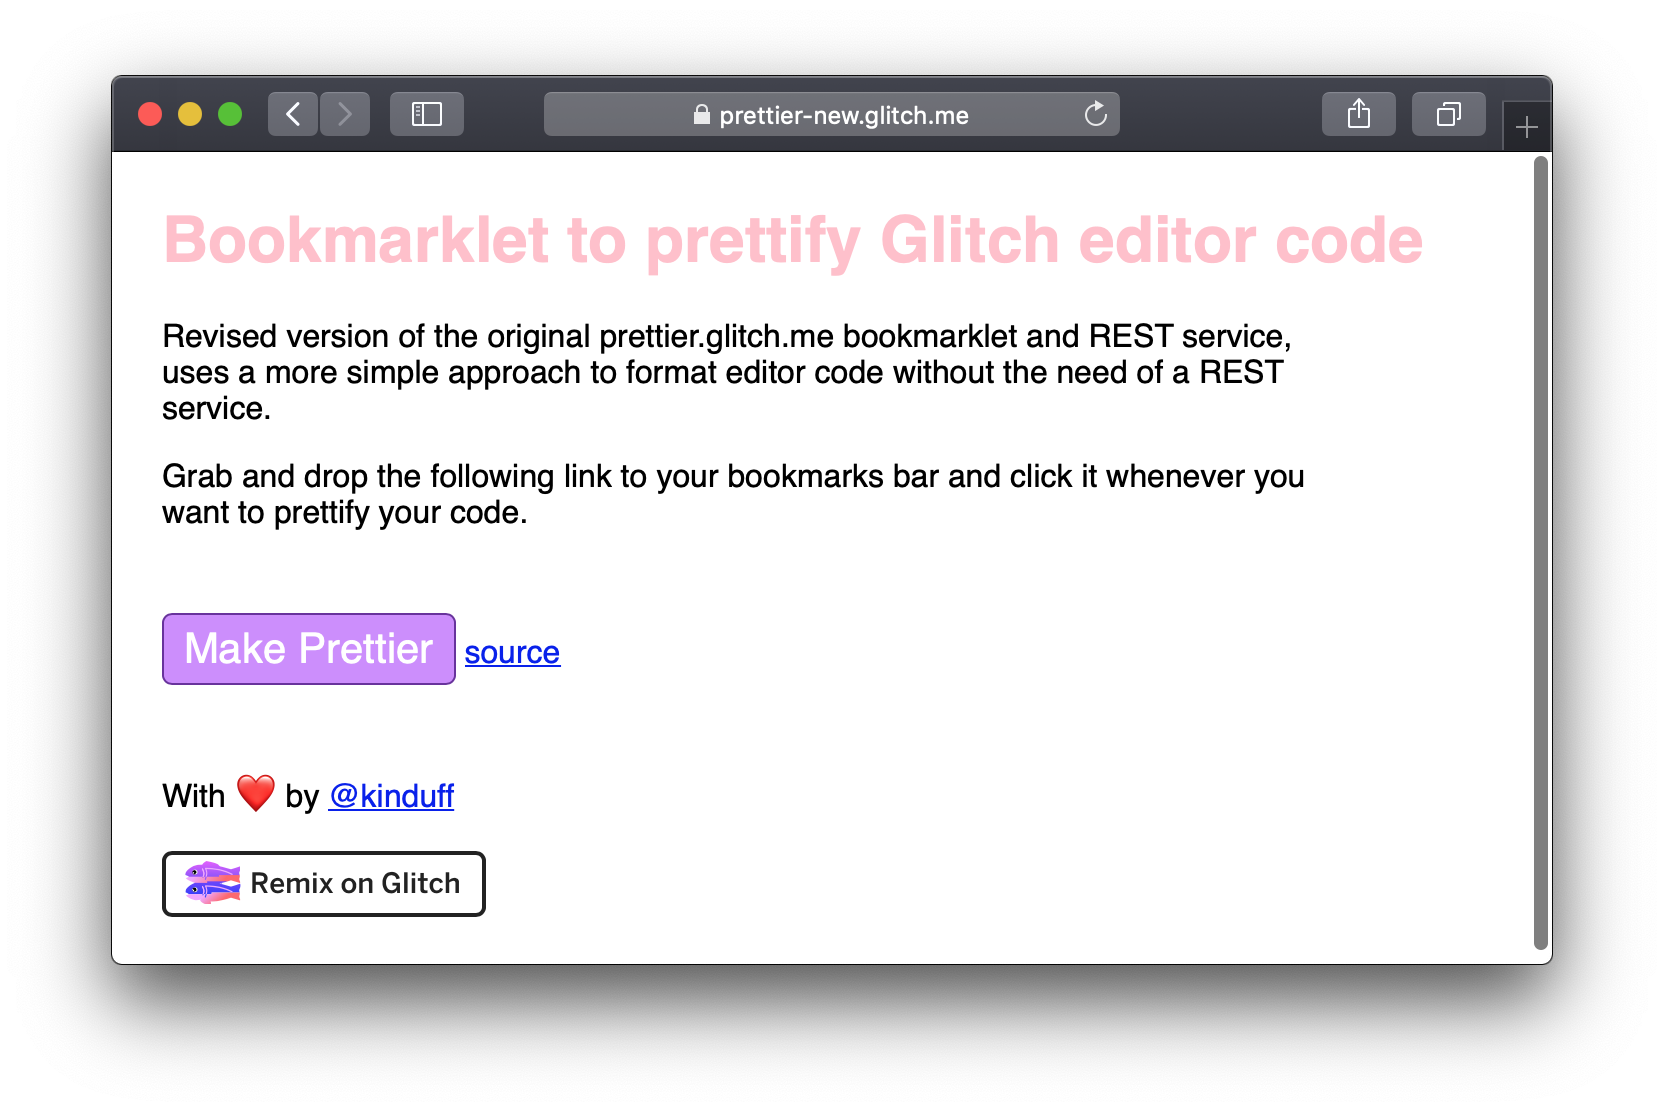 prettier-new.glitch.me
Bookmarklet to prettify Glitch editor code
Revised version of the original prettier.glitch.me bookmarklet and REST service,
uses a more simple approach to format editor code without the need of a REST
service.
Grab and drop the following link to your bookmarks bar and click it whenever you
want to prettify your code.
Make Prettier source
With ❤️ by @kinduff
Remix on Glitch